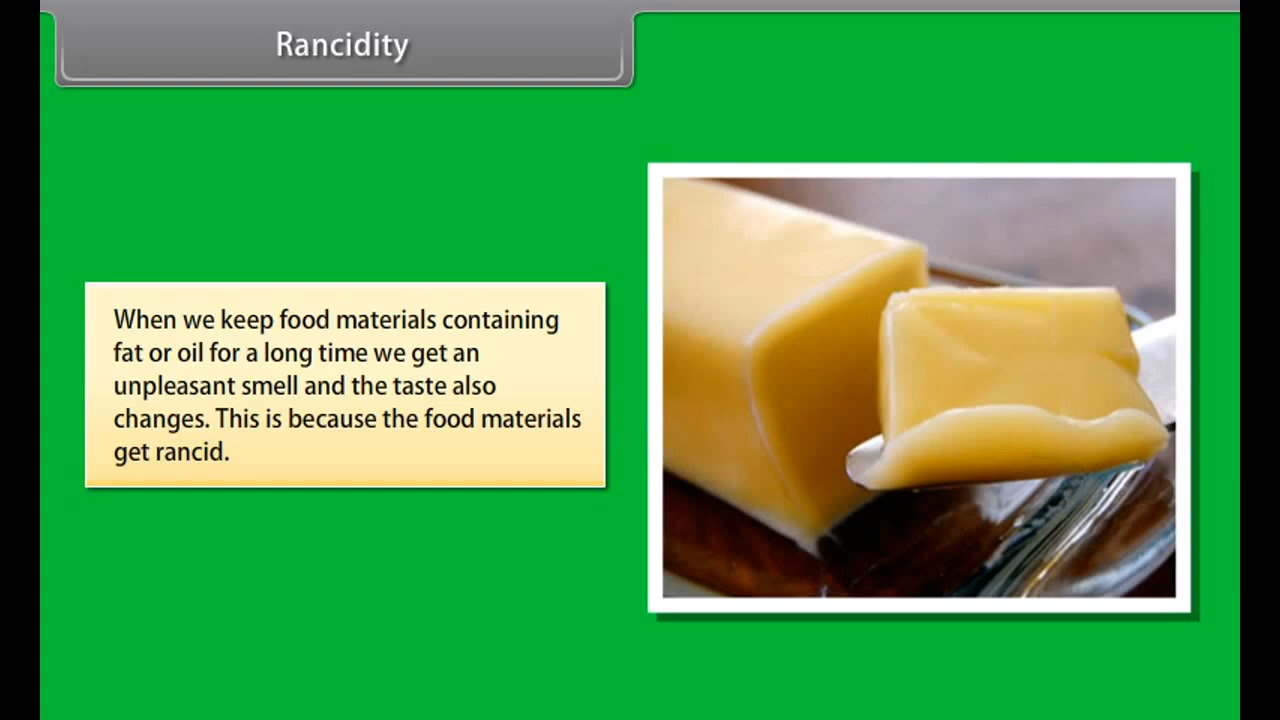 Rancidity
When we keep food materials containing
fat or oil for a long time we get an
unpleasant smell and the taste also
changes. This is because the food materials
get rancid.